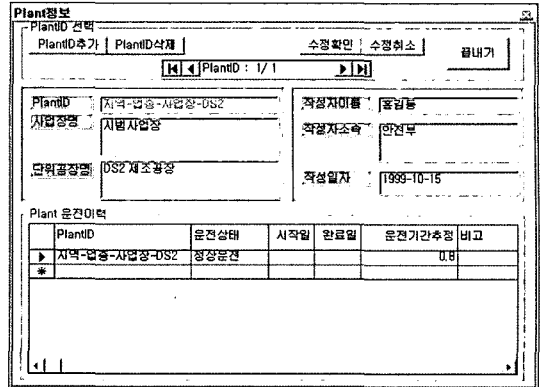 Plant정보
PlantID 선택
PlantID추가 PlantID삭제 수정확인 수정취소 끝내기
PlantID : 1/ 1
PlantID 지역-업종-사업장-DS2
사업장명 시범사업장
단위공장명 DS2 제조공장
작성자이름 홍길동
작성자소속 안전부
작성일자 1999-10-15
Plant 운전이력
PlantID 운전상태 시작일 완료일 운전기간추정 비고
지역-업종-사업장-DS2 정상운전 0.8